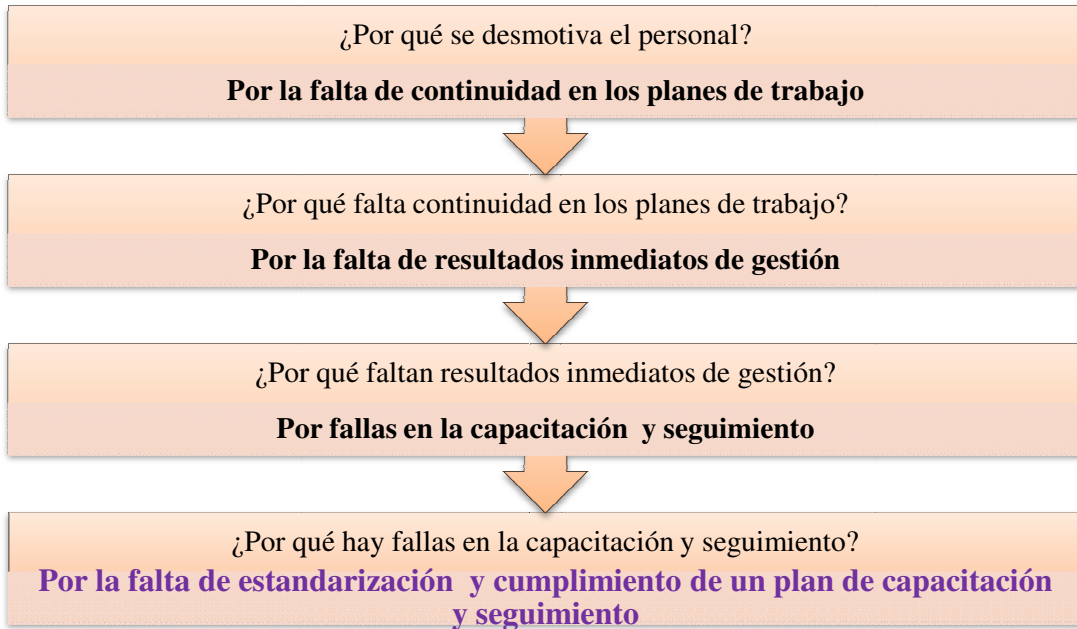 ¿Por qué se desmotiva el personal?
Por la falta de continuidad en los planes de trabajo
¿Por qué falta continuidad en los planes de trabajo?
Por la falta de resultados inmediatos de gestión
¿Por qué faltan resultados inmediatos de gestión?
Por fallas en la capacitación y seguimiento
¿Por qué hay fallas en la capacitación y seguimiento?
Por la falta de estandarización y cumplimiento de un plan de capacitación
y seguimiento